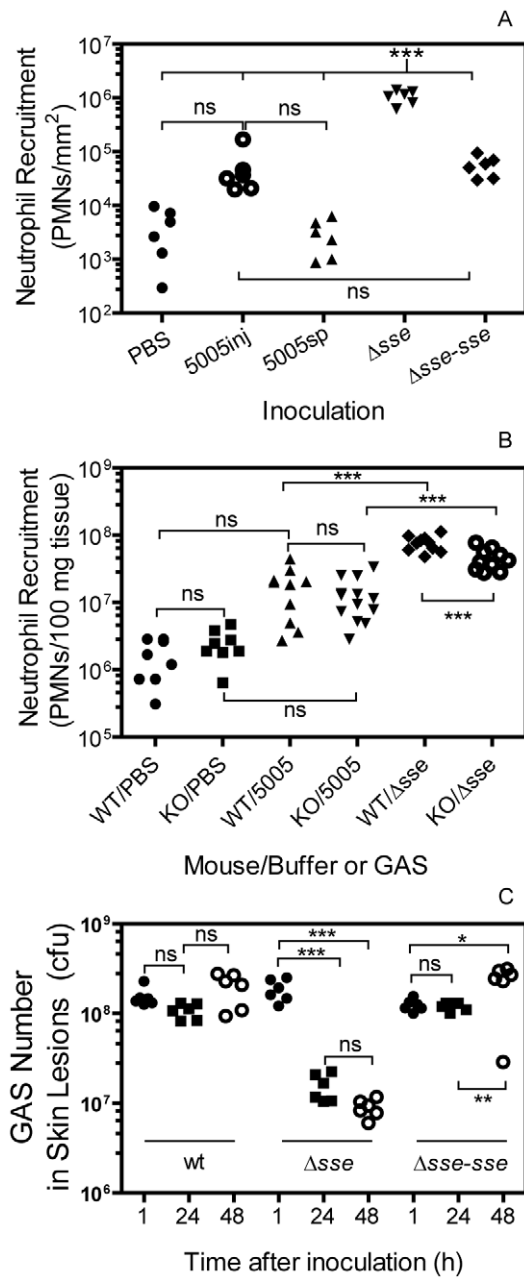 A
Neutrophil Recruitment
(PMNs/mm²)
10⁷
10⁶
10⁵
10⁴
10³
10²
***
ns
ns
ns
PBS
5005inj
5005sp
Δsse
Δsse-sse
Inoculation
B
Neutrophil Recruitment
(PMNs/100 mg tissue)
10⁹
10⁸
10⁷
10⁶
10⁵
***
***
ns
ns
ns
***
ns
WT/PBS
KO/PBS
WT/5005
KO/5005
WT/Δsse
KO/Δsse
Mouse/Buffer or GAS
C
GAS Number
in Skin Lesions (cfu)
10⁹
10⁸
10⁷
10⁶
ns
ns
***
***
ns
*
ns
**
wt
Δsse
Δsse-sse
1 24 48 1 24 48 1 24 48
Time after inoculation (h)